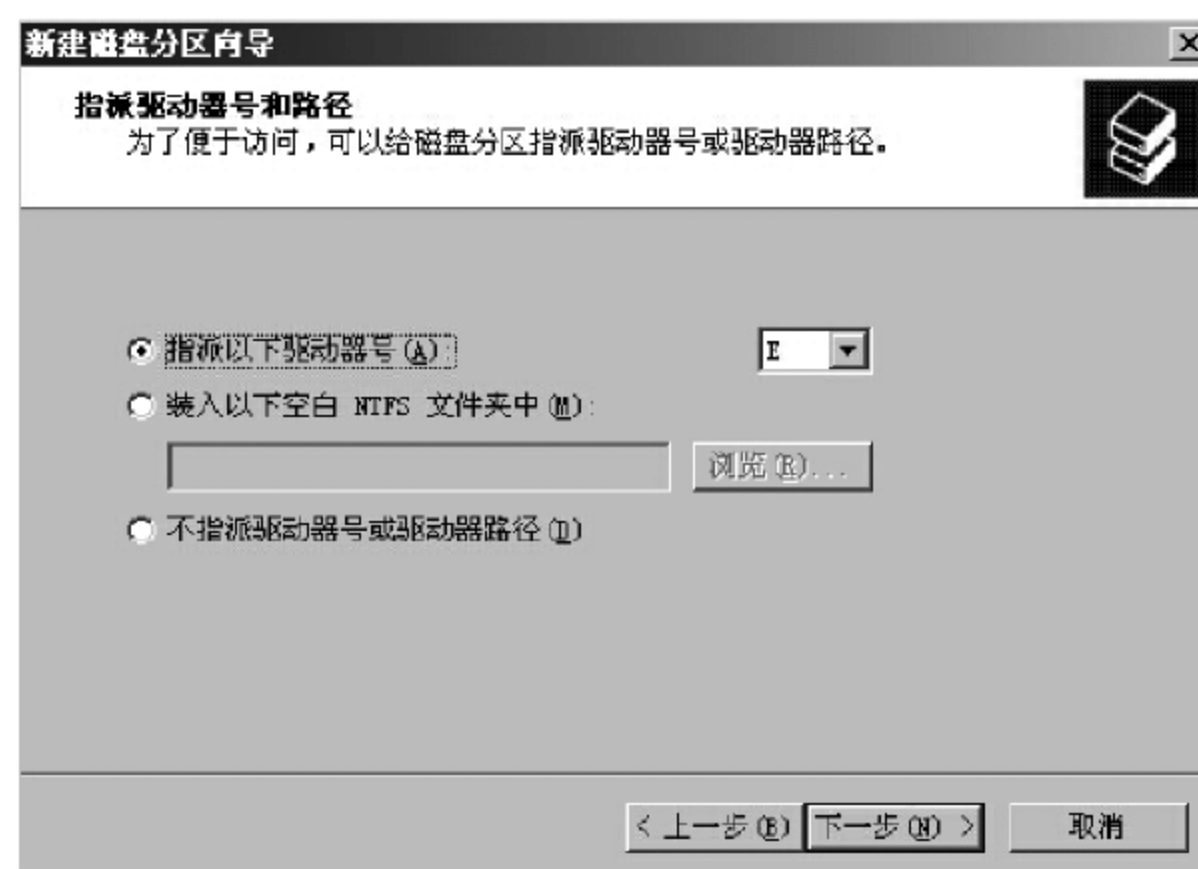 新建磁盘分区向导
指派驱动器号和路径
为了便于访问，可以给磁盘分区指派驱动器号或驱动器路径。
指派以下驱动器号(A): E
装入以下空白 NTFS 文件夹中(M):
浏览(R)...
不指派驱动器号或驱动器路径(D)
< 上一步(B) 下一步(N) > 取消